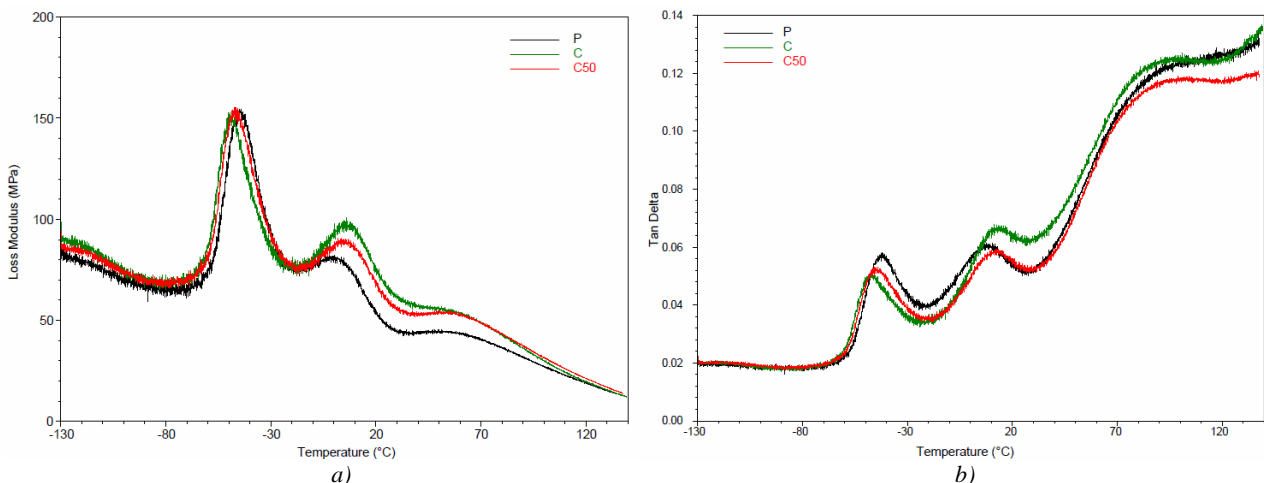 200
150
100
50
0
-130
-80
-30
20
70
120
Loss Modulus (MPa)
Temperature (°C)
P
C
C50
a)
0.14
0.12
0.10
0.08
0.06
0.04
0.02
0.00
-130
-80
-30
20
70
120
Tan Delta
Temperature (°C)
P
C
C50
b)